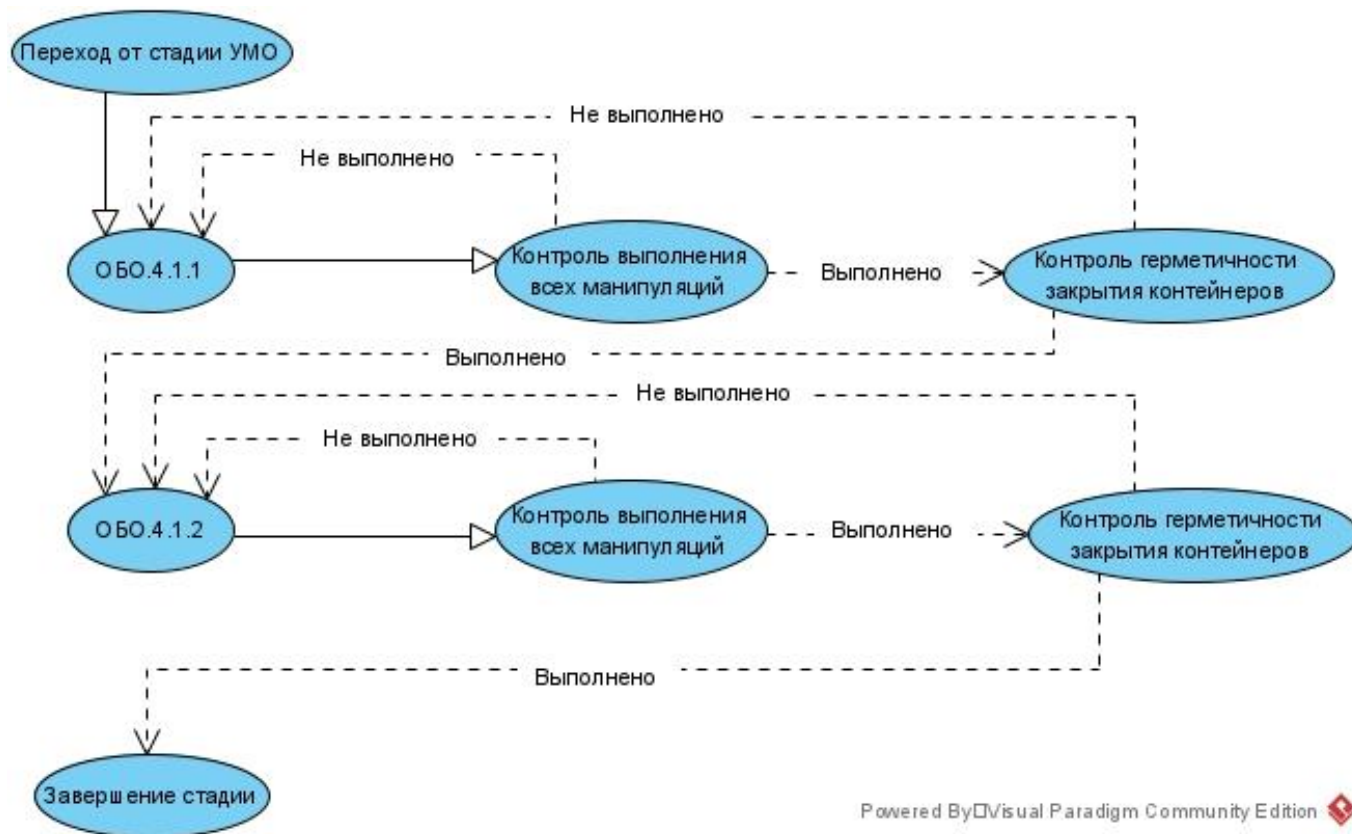 Переход от стадии УМО
Не выполнено
Не выполнено
ОБО.4.1.1
Контроль выполнения
всех манипуляций
Выполнено
Контроль герметичности
закрытия контейнеров
Выполнено
Не выполнено
Не выполнено
ОБО.4.1.2
Контроль выполнения
всех манипуляций
Выполнено
Контроль герметичности
закрытия контейнеров
Выполнено
Завершение стадии
Powered By□Visual Paradigm Community Edition